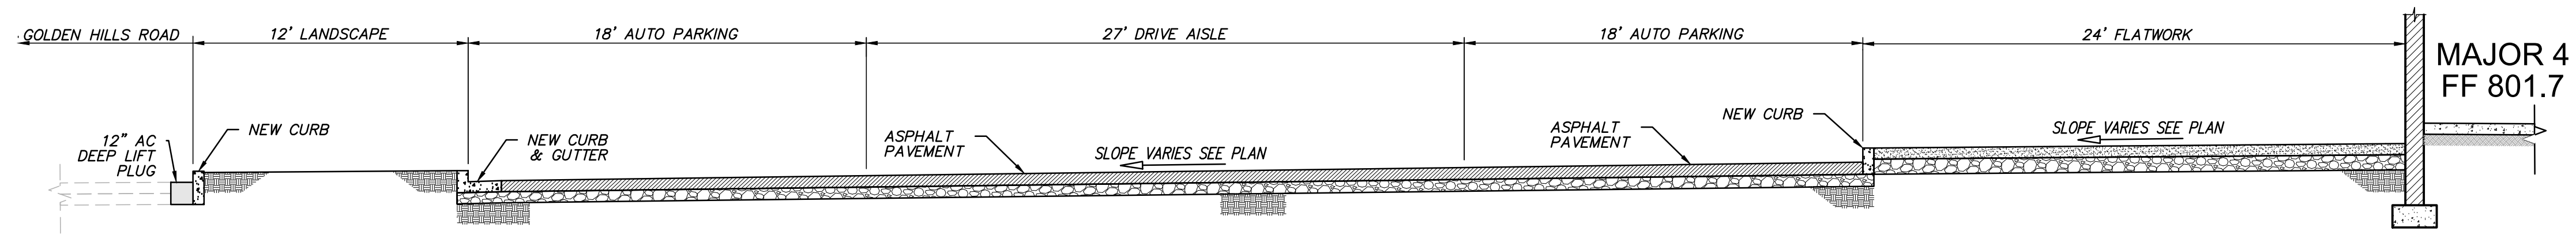 GOLDEN HILLS ROAD
12' LANDSCAPE
18' AUTO PARKING
27' DRIVE AISLE
18' AUTO PARKING
24' FLATWORK
MAJOR 4
FF 801.7
12" AC
DEEP LIFT
PLUG
NEW CURB
NEW CURB
& GUTTER
ASPHALT
PAVEMENT
SLOPE VARIES SEE PLAN
ASPHALT
PAVEMENT
NEW CURB
SLOPE VARIES SEE PLAN